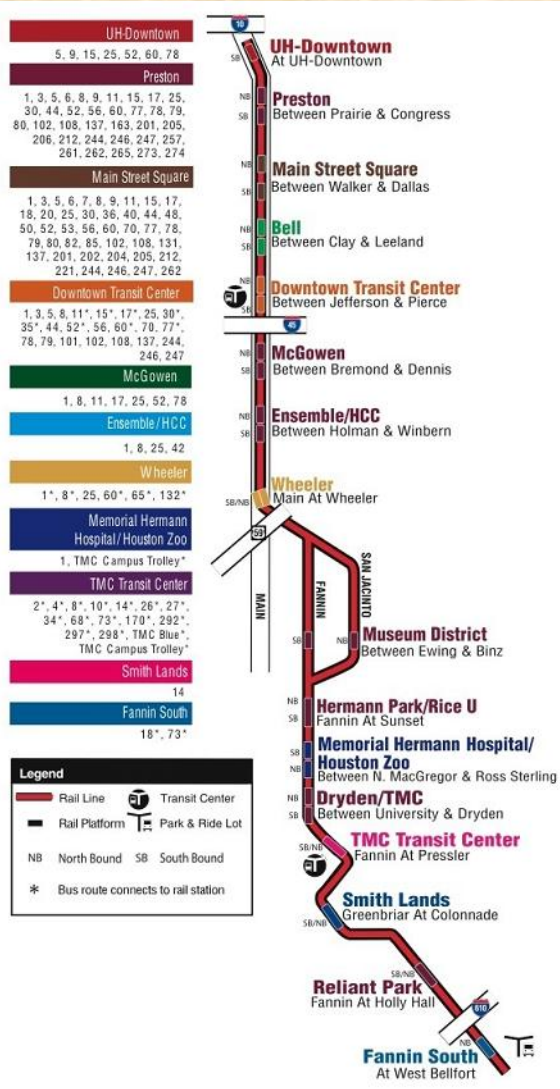 UH-Downtown
5, 9, 15, 25, 52, 60, 78
Preston
1, 3, 5, 6, 8, 9, 11, 15, 17, 25,
30, 44, 52, 56, 60, 77, 78, 79,
80, 102, 108, 137, 163, 201, 205,
206, 212, 244, 246, 247, 257,
261, 262, 265, 273, 274
Main Street Square
1, 3, 5, 6, 7, 8, 9, 11, 15, 17,
18, 20, 25, 30, 36, 40, 44, 48,
50, 52, 53, 56, 60, 70, 77, 78,
79, 80, 82, 85, 102, 108, 131,
137, 201, 202, 204, 205, 212,
221, 244, 246, 247, 262
Downtown Transit Center
1, 3, 5, 8, 11*, 15*, 17*, 25, 30*,
35*, 44, 52*, 56, 60*, 70, 77*,
78, 79, 101, 102, 108, 137, 244,
246, 247
McGowen
1, 8, 11, 17, 25, 52, 78
Ensemble/HCC
1, 8, 25, 42
Wheeler
1*, 8*, 25, 60*, 65*, 132*
Memorial Hermann
Hospital/Houston Zoo
1, TMC Campus Trolley*
TMC Transit Center
2*, 4*, 8*, 10*, 14*, 26*, 27*,
34*, 68*, 73*, 170*, 292*,
297*, 298*, TMC Blue*,
TMC Campus Trolley*
Smith Lands
14
Fannin South
18*, 73*
Legend
Rail Line
Transit Center
Rail Platform
Park & Ride Lot
NB North Bound
SB South Bound
* Bus route connects to rail station
10
SB
UH-Downtown
At UH-Downtown
NB
SB
Preston
Between Prairie & Congress
NB
SB
Main Street Square
Between Walker & Dallas
NB
SB
Bell
Between Clay & Leeland
NB
SB
Downtown Transit Center
Between Jefferson & Pierce
45
NB
SB
McGowen
Between Bremond & Dennis
NB
SB
Ensemble/HCC
Between Holman & Winbern
SB/NB
Wheeler
Main At Wheeler
59
MAIN
FANNIN
SAN JACINTO
SB
NB
Museum District
Between Ewing & Binz
NB
SB
Hermann Park/Rice U
Fannin At Sunset
SB
NB
Memorial Hermann Hospital/
Houston Zoo
Between N. MacGregor & Ross Sterling
NB
SB
Dryden/TMC
Between University & Dryden
SB/NB
TMC Transit Center
Fannin At Pressler
SB/NB
Smith Lands
Greenbriar At Colonnade
SB/NB
Reliant Park
Fannin At Holly Hall
610
NB
Fannin South
At West Bellfort